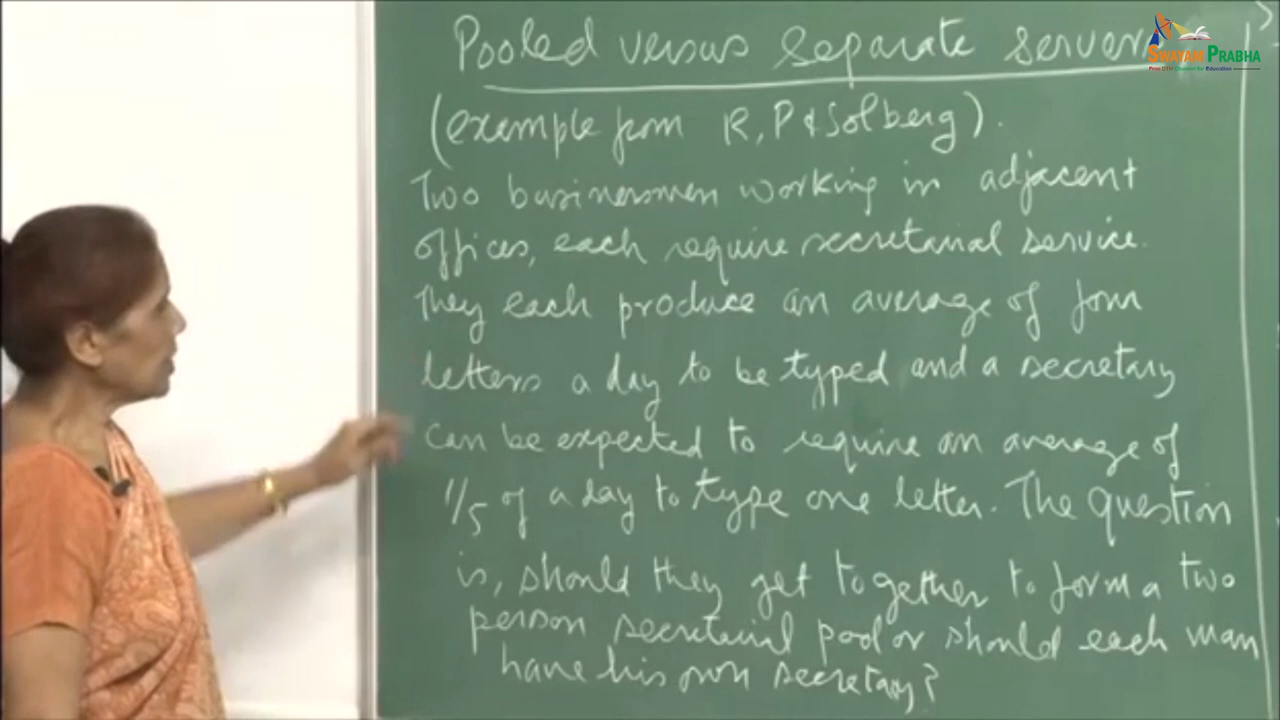 Pooled versus separate servers
SWAYAM PRABHA
(example from R, P & Solberg).
Two businessmen working in adjacent
offices, each require secretarial service.
They each produce an average of four
letters a day to be typed and a secretary
can be expected to require an average of
1/5 of a day to type one letter. The question
is, should they get together to form a two
person secretarial pool or should each man
have his own secretary?